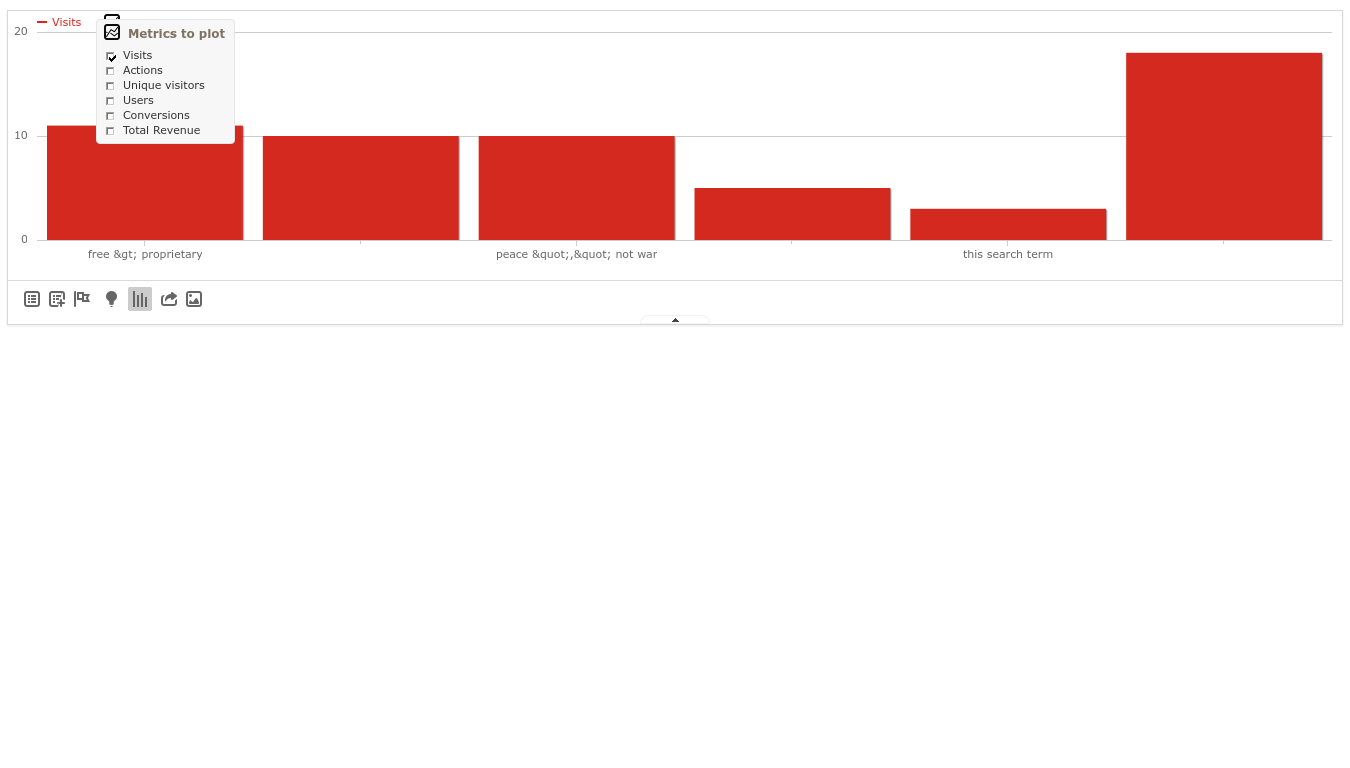 Visits
20
Metrics to plot
Visits
Actions
Unique visitors
Users
Conversions
Total Revenue
10
0
free &gt; proprietary
peace &quot;,&quot; not war
this search term